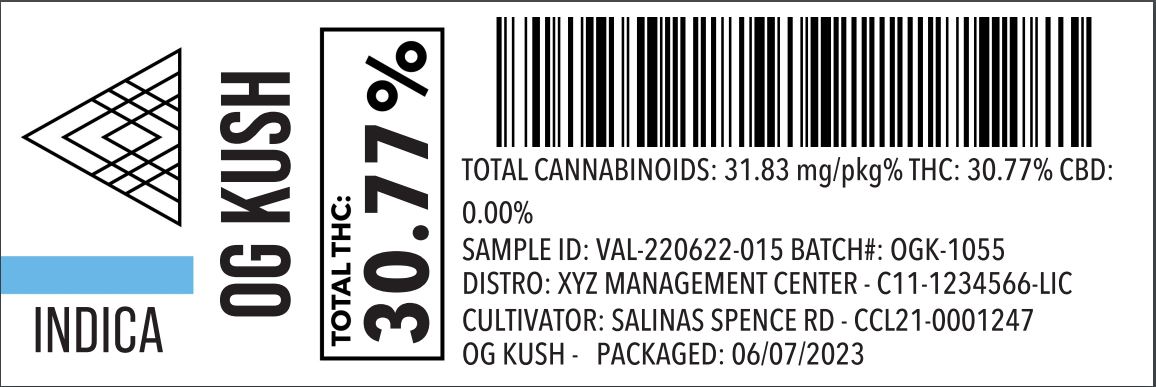 INDICA
OG KUSH
TOTAL THC:
30.77%
TOTAL CANNABINOIDS: 31.83 mg/pkg% THC: 30.77% CBD:
0.00%
SAMPLE ID: VAL-220622-015 BATCH#: OGK-1055
DISTRO: XYZ MANAGEMENT CENTER - C11-1234566-LIC
CULTIVATOR: SALINAS SPENCE RD - CCL21-0001247
OG KUSH - PACKAGED: 06/07/2023